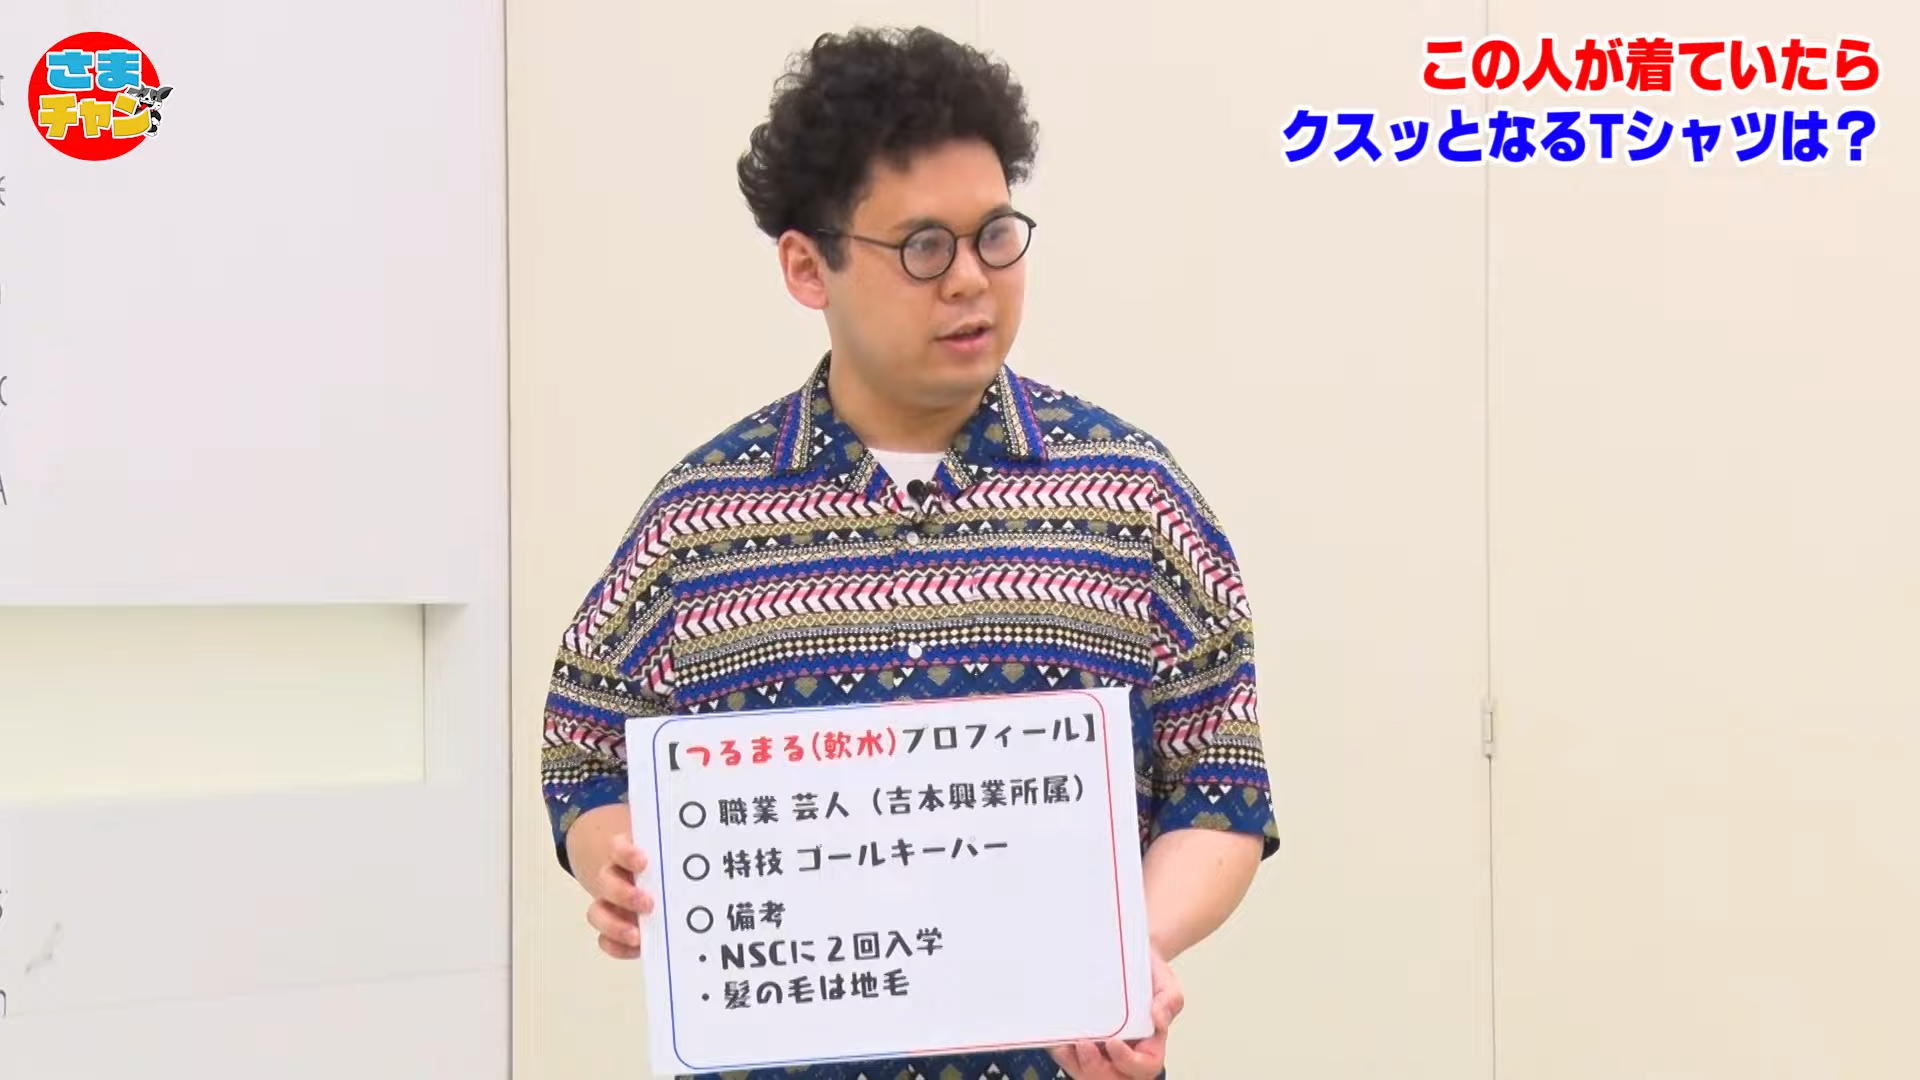 さま
チャン
この人が着ていたら
クスッとなるTシャツは？
【つるまる(軟水)プロフィール】
○ 職業 芸人（吉本興業所属）
○ 特技 ゴールキーパー
○ 備考
・NSCに２回入学
・髪の毛は地毛